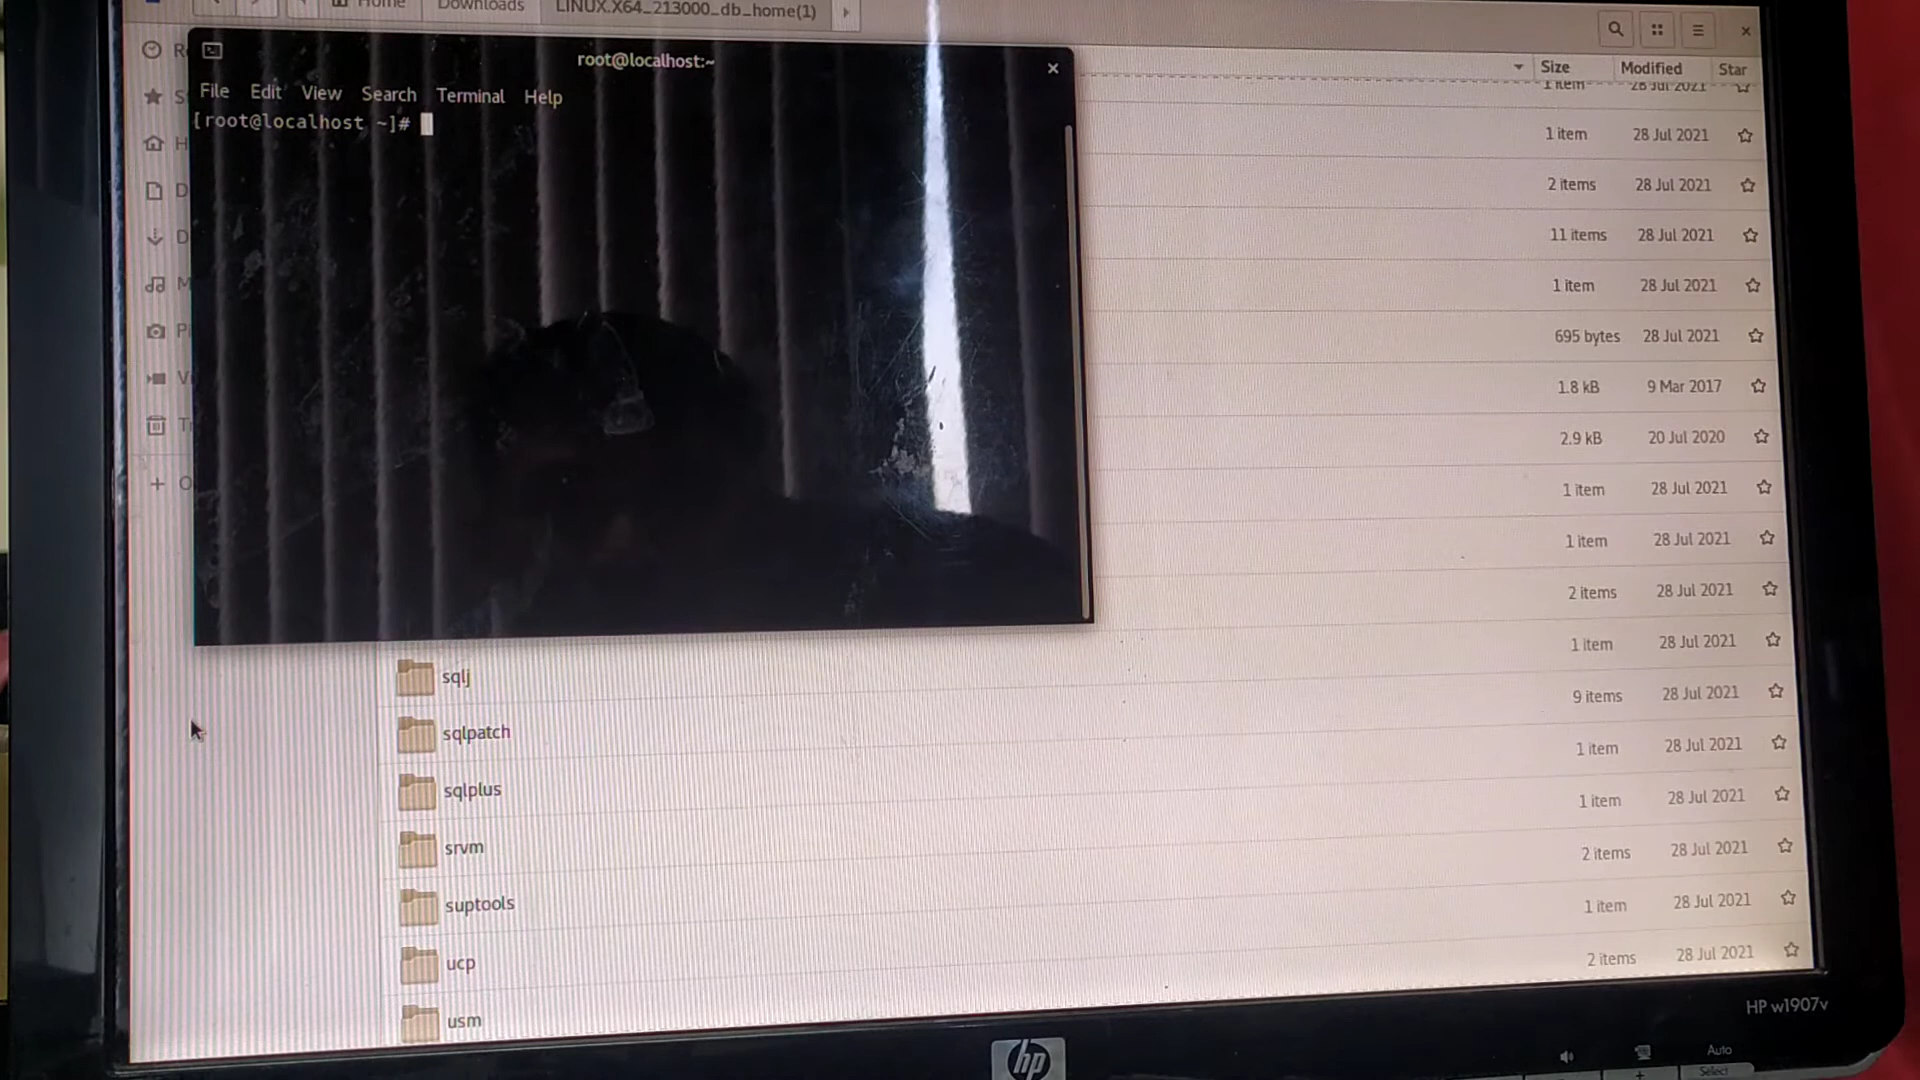 Home Downloads LINUX.X64_213000_db_home(1)
root@localhost:~
File Edit View Search Terminal Help
[root@localhost ~]#
Size Modified Star
1 item 28 Jul 2021
1 item 28 Jul 2021
2 items 28 Jul 2021
11 items 28 Jul 2021
1 item 28 Jul 2021
695 bytes 28 Jul 2021
1.8 kB 9 Mar 2017
2.9 kB 20 Jul 2020
1 item 28 Jul 2021
1 item 28 Jul 2021
2 items 28 Jul 2021
1 item 28 Jul 2021
sqlj 9 items 28 Jul 2021
sqlpatch 1 item 28 Jul 2021
sqlplus 1 item 28 Jul 2021
srvm 2 items 28 Jul 2021
suptools 1 item 28 Jul 2021
ucp 2 items 28 Jul 2021
usm
HP w1907v
hp
Auto
Select